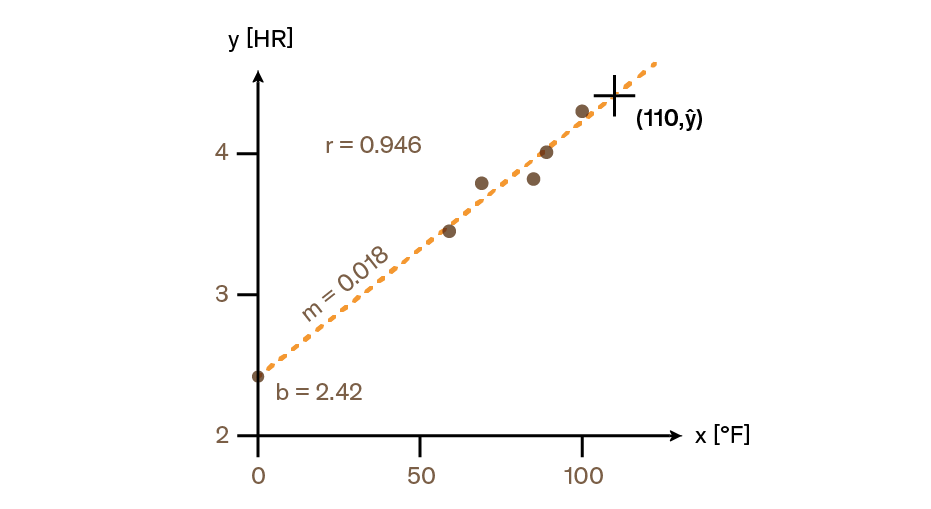 y [HR]
4
r = 0.946
(110,ŷ)
3
m = 0.018
b = 2.42
2
x [°F]
0
50
100